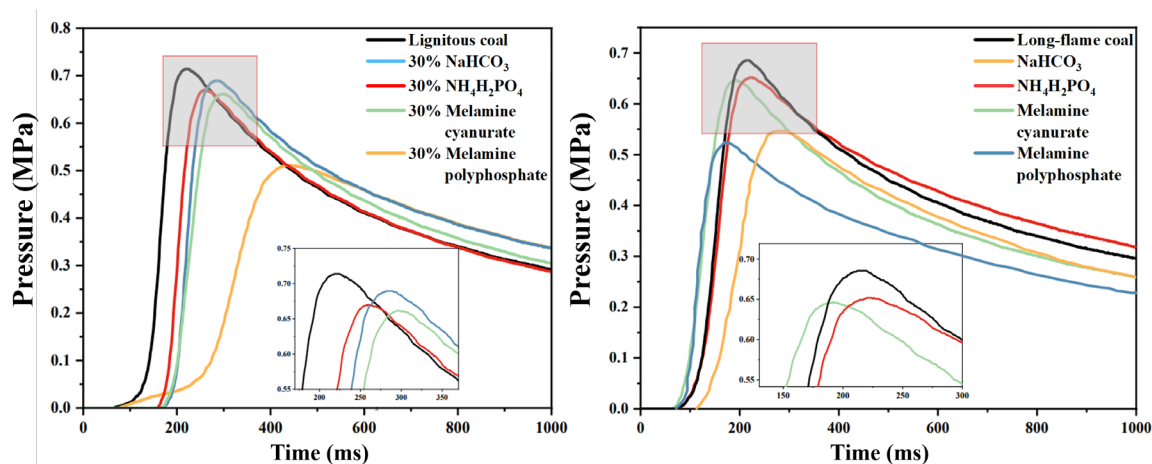 0.8
0.7
0.6
0.5
0.4
0.3
0.2
0.1
0.0
Pressure (MPa)
0
200
400
600
800
1000
Time (ms)
Lignitous coal
30% NaHCO₃
30% NH₄H₂PO₄
30% Melamine
cyanurate
30% Melamine
polyphosphate
0.75
0.70
0.65
0.60
0.55
200
250
300
350
0.7
0.6
0.5
0.4
0.3
0.2
0.1
0.0
Pressure (MPa)
0
200
400
600
800
1000
Time (ms)
Long-flame coal
NaHCO₃
NH₄H₂PO₄
Melamine
cyanurate
Melamine
polyphosphate
0.70
0.65
0.60
0.55
150
200
250
300